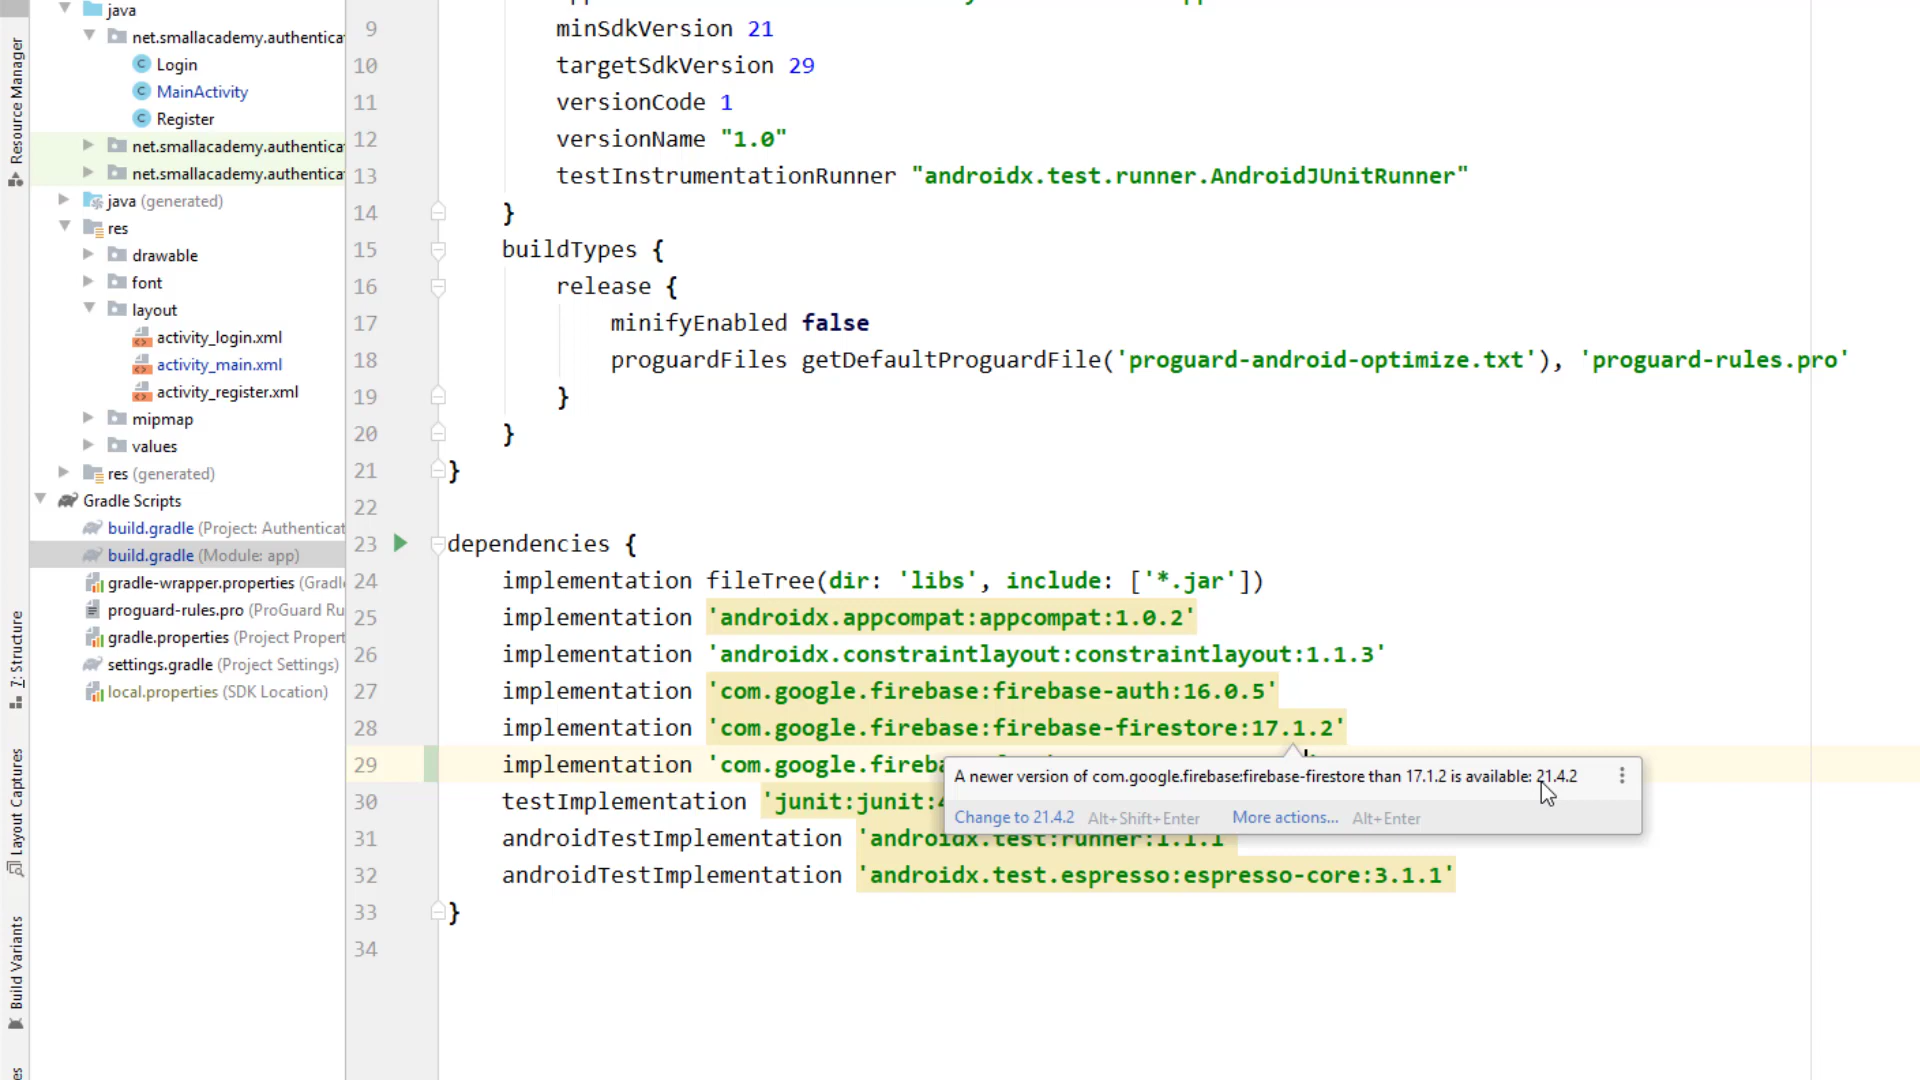 java
net.smallacademy.authentica
Login
MainActivity
Register
net.smallacademy.authentica
net.smallacademy.authentica
java (generated)
res
drawable
font
layout
activity_login.xml
activity_main.xml
activity_register.xml
mipmap
values
res (generated)
Gradle Scripts
build.gradle (Project: Authenticat
build.gradle (Module: app)
gradle-wrapper.properties (Gradl
proguard-rules.pro (ProGuard Ru
gradle.properties (Project Propert
settings.gradle (Project Settings)
local.properties (SDK Location)
Resource Manager
7: Structure
Layout Captures
Build Variants
9 minSdkVersion 21
10 targetSdkVersion 29
11 versionCode 1
12 versionName "1.0"
13 testInstrumentationRunner "androidx.test.runner.AndroidJUnitRunner"
14 }
15 buildTypes {
16 release {
17 minifyEnabled false
18 proguardFiles getDefaultProguardFile('proguard-android-optimize.txt'), 'proguard-rules.pro'
19 }
20 }
21 }
22
23 dependencies {
24 implementation fileTree(dir: 'libs', include: ['*.jar'])
25 implementation 'androidx.appcompat:appcompat:1.0.2'
26 implementation 'androidx.constraintlayout:constraintlayout:1.1.3'
27 implementation 'com.google.firebase:firebase-auth:16.0.5'
28 implementation 'com.google.firebase:firebase-firestore:17.1.2'
29 implementation 'com.google.fireba
A newer version of com.google.firebase:firebase-firestore than 17.1.2 is available: 21.4.2
Change to 21.4.2 Alt+Shift+Enter More actions... Alt+Enter
30 testImplementation 'junit:junit:4
31 androidTestImplementation 'androidx.test:runner:1.1.1'
32 androidTestImplementation 'androidx.test.espresso:espresso-core:3.1.1'
33 }
34